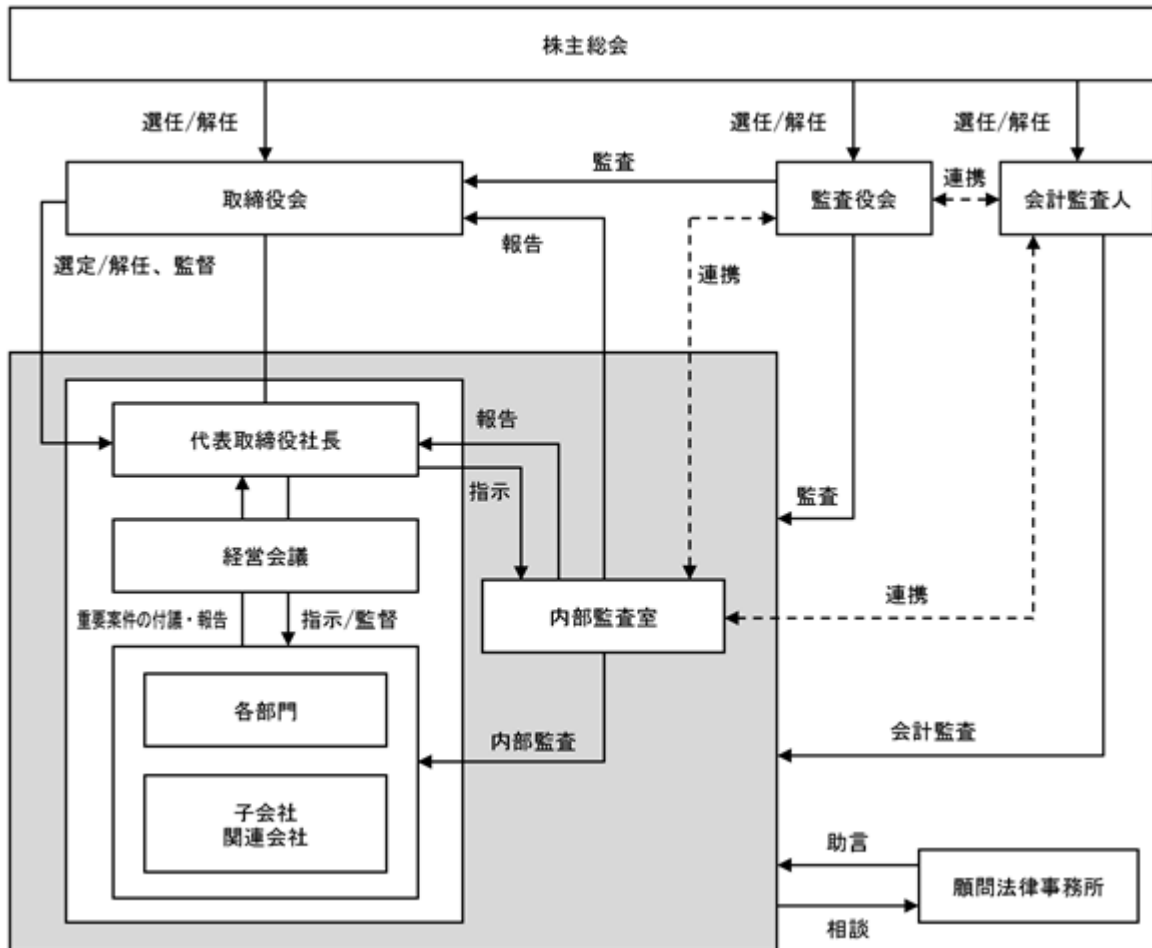 株主総会
選任/解任
選任/解任
選任/解任
取締役会
監査
監査役会
連携
会計監査人
報告
選定/解任、監督
連携
代表取締役社長
報告
指示
監査
経営会議
重要案件の付議・報告
指示/監督
内部監査室
連携
各部門
内部監査
会計監査
子会社
関連会社
助言
顧問法律事務所
相談